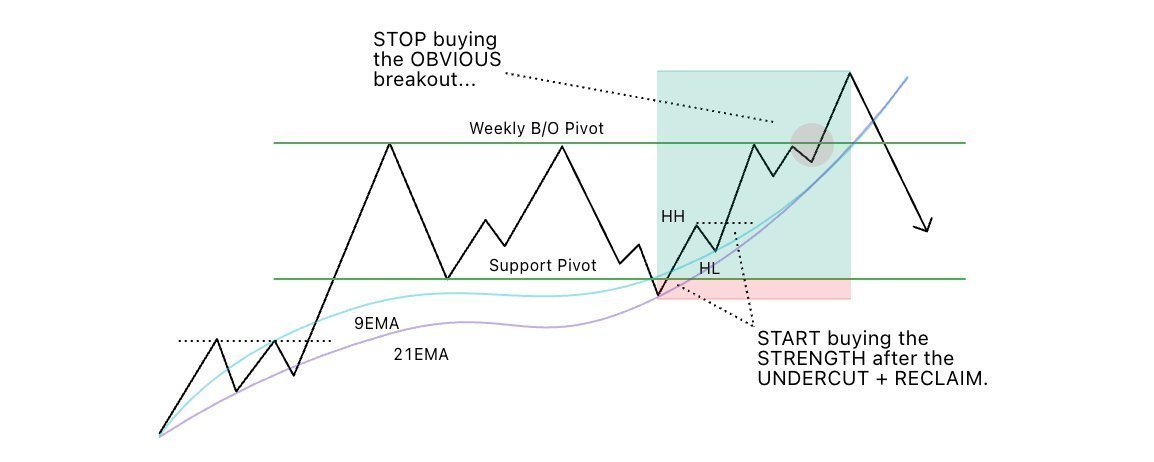 STOP buying
the OBVIOUS
breakout...
Weekly B/O Pivot
HH
Support Pivot
HL
9EMA
21EMA
START buying the
STRENGTH after the
UNDERCUT + RECLAIM.